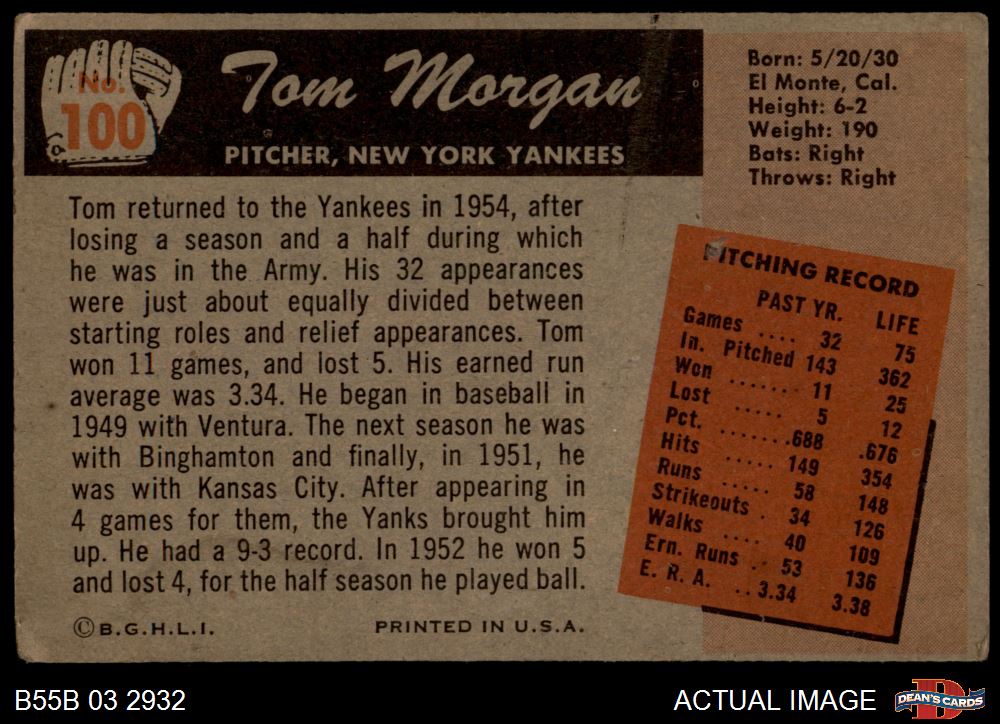 No.
100
Tom Morgan
PITCHER, NEW YORK YANKEES
Born: 5/20/30
El Monte, Cal.
Height: 6-2
Weight: 190
Bats: Right
Throws: Right
Tom returned to the Yankees in 1954, after
losing a season and a half during which
he was in the Army. His 32 appearances
were just about equally divided between
starting roles and relief appearances. Tom
won 11 games, and lost 5. His earned run
average was 3.34. He began in baseball in
1949 with Ventura. The next season he was
with Binghamton and finally, in 1951, he
was with Kansas City. After appearing in
4 games for them, the Yanks brought him
up. He had a 9-3 record. In 1952 he won 5
and lost 4, for the half season he played ball.
PITCHING RECORD
PAST YR. LIFE
Games .... 32 75
In. Pitched 143 362
Won ....... 11 25
Lost ..... 5 12
Pct. .......688 .676
Hits ..... 149 354
Runs ..... 58 148
Strikeouts . 34 126
Walks .... 40 109
Ern. Runs .. 53 136
E. R. A. ..3.34 3.38
©B.G.H.L.I. PRINTED IN U.S.A.
B55B 03 2932 ACTUAL IMAGE
DEAN'S CARDS